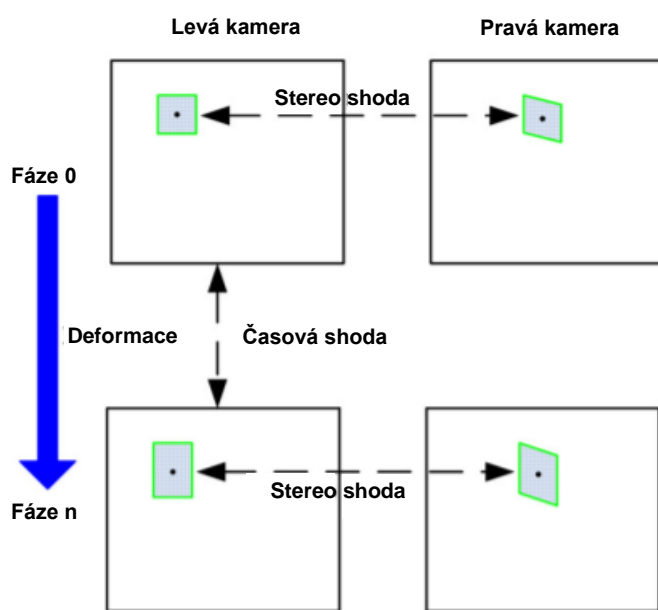 Levá kamera
Pravá kamera
Stereo shoda
Fáze 0
Deformace
Časová shoda
Stereo shoda
Fáze n